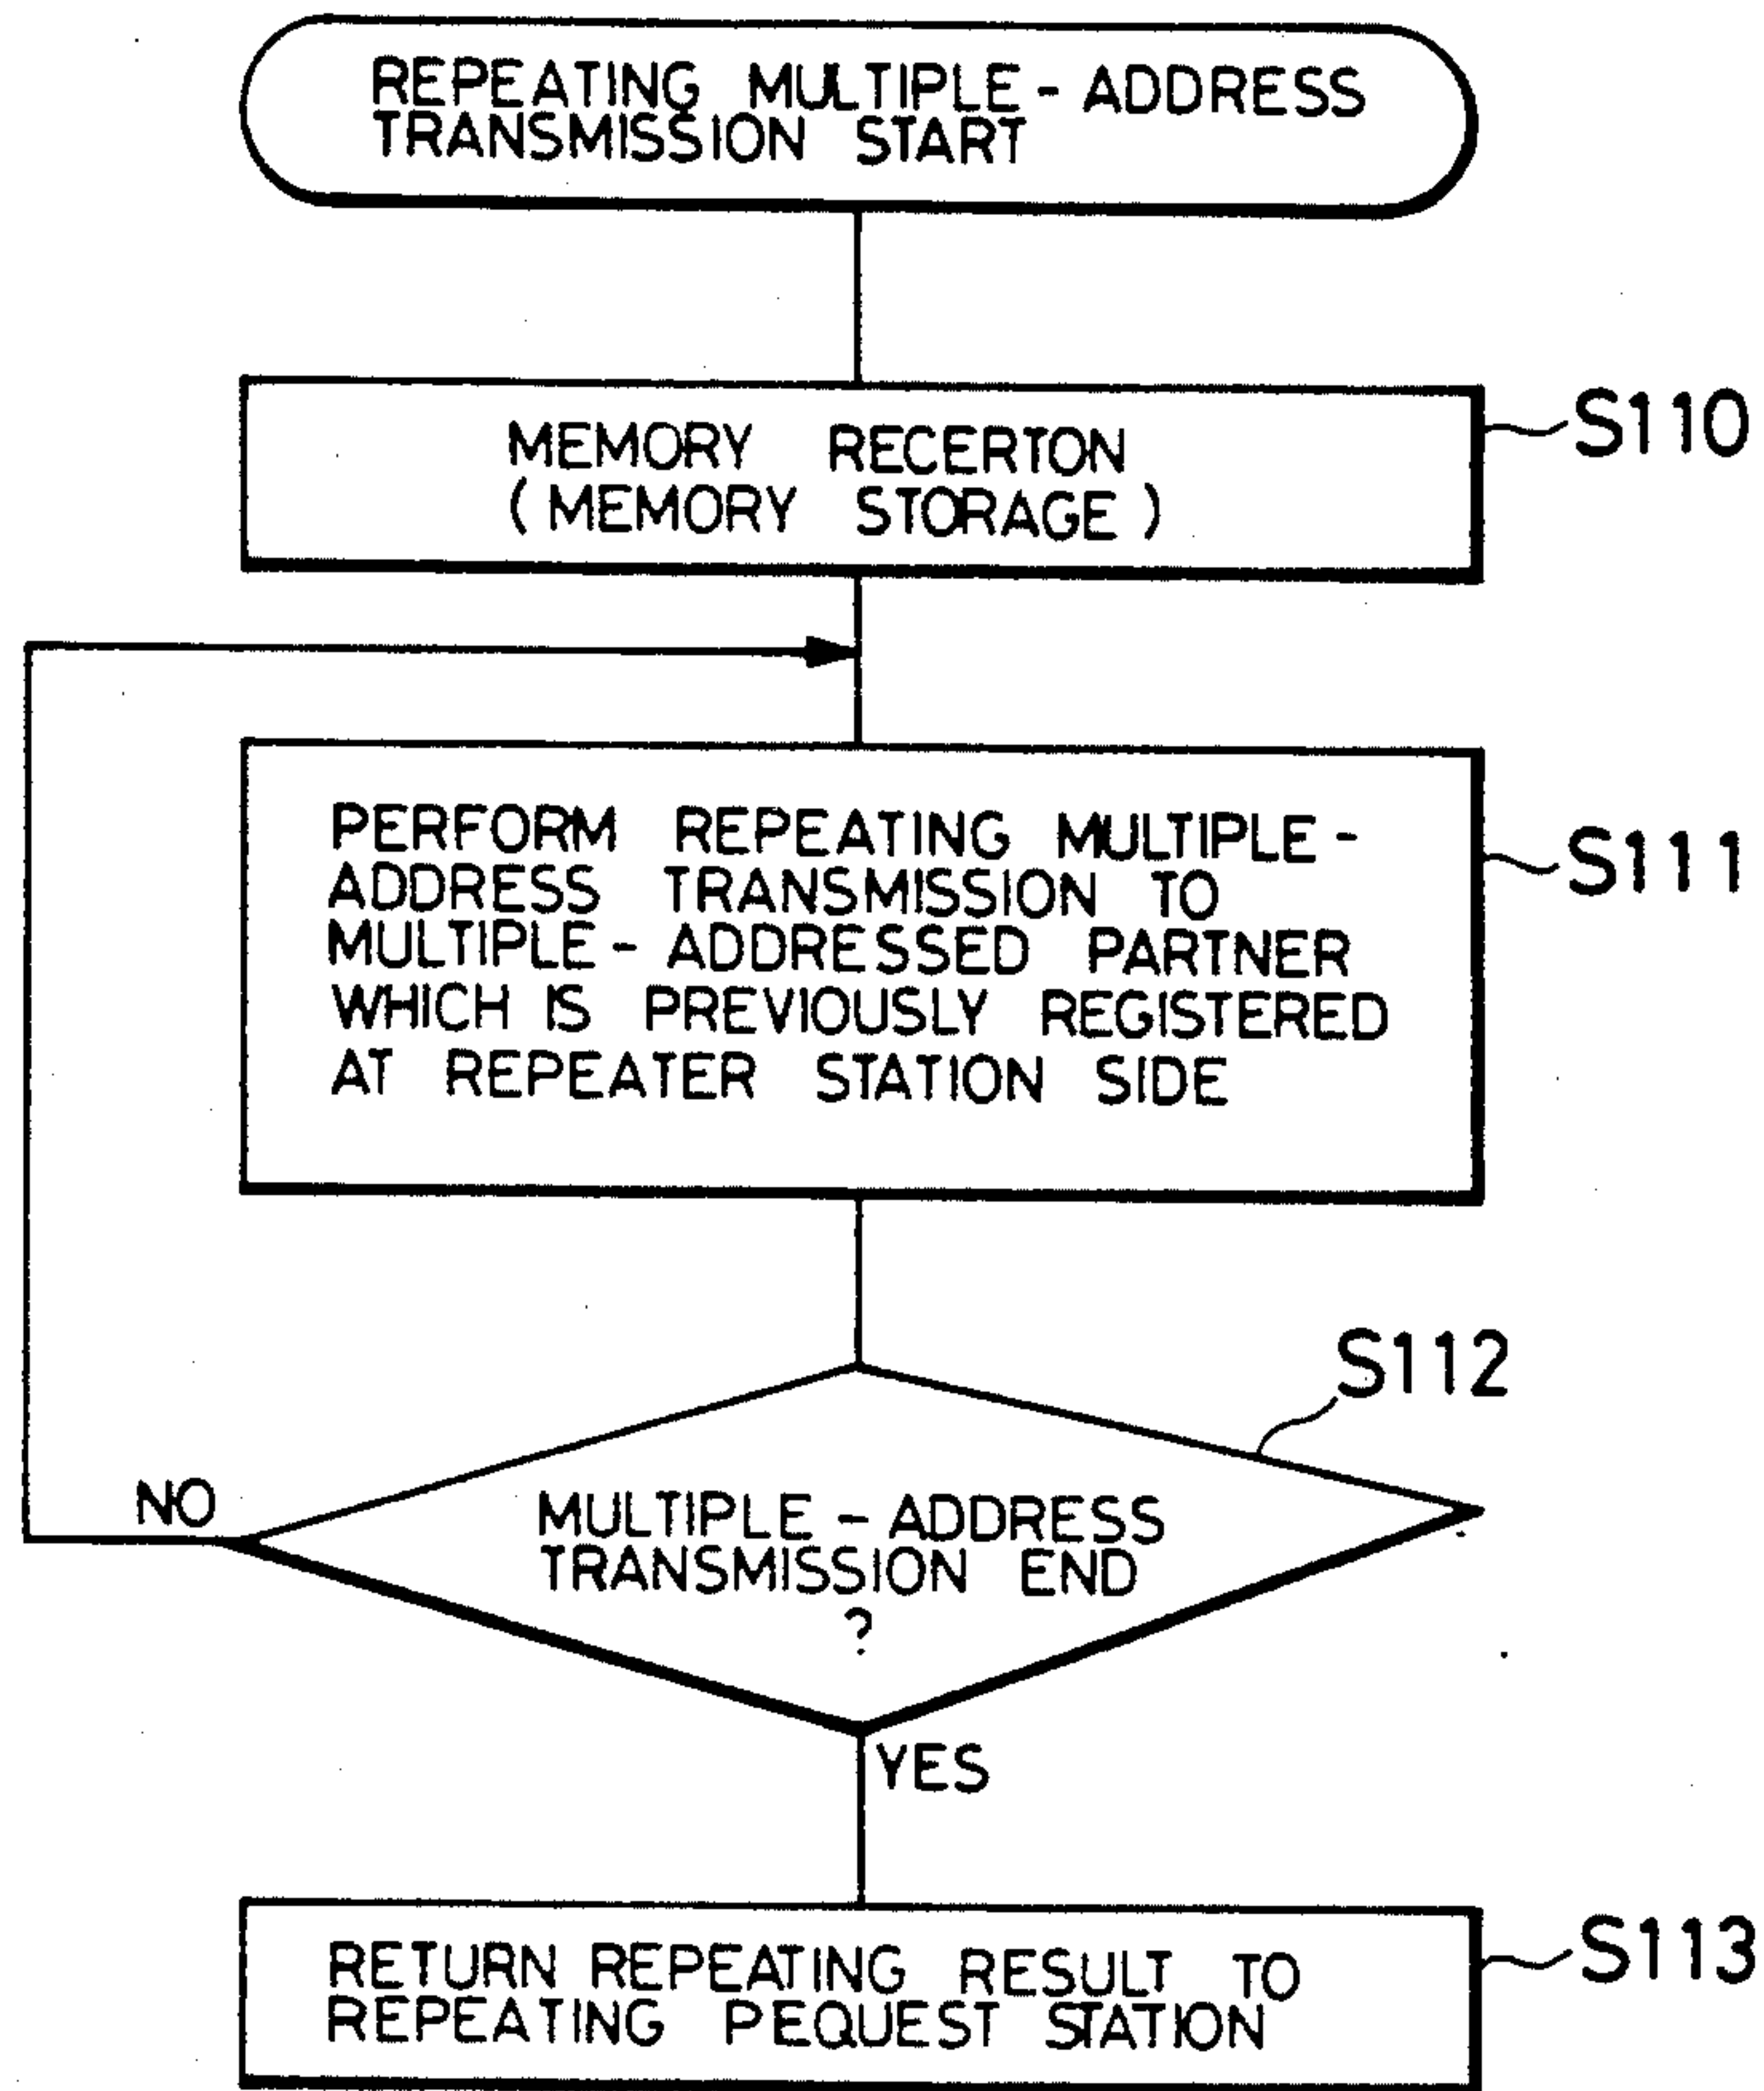 REPEATING MULTIPLE - ADDRESS
TRANSMISSION START
MEMORY RECERTON
(MEMORY STORAGE)
S110
PERFORM REPEATING MULTIPLE -
ADDRESS TRANSMISSION TO
MULTIPLE - ADDRESSED PARTNER
WHICH IS PREVIOUSLY REGISTERED
AT REPEATER STATION SIDE
S111
S112
MULTIPLE - ADDRESS
TRANSMISSION END
?
NO
YES
RETURN REPEATING RESULT TO
REPEATING PEQUEST STATION
S113